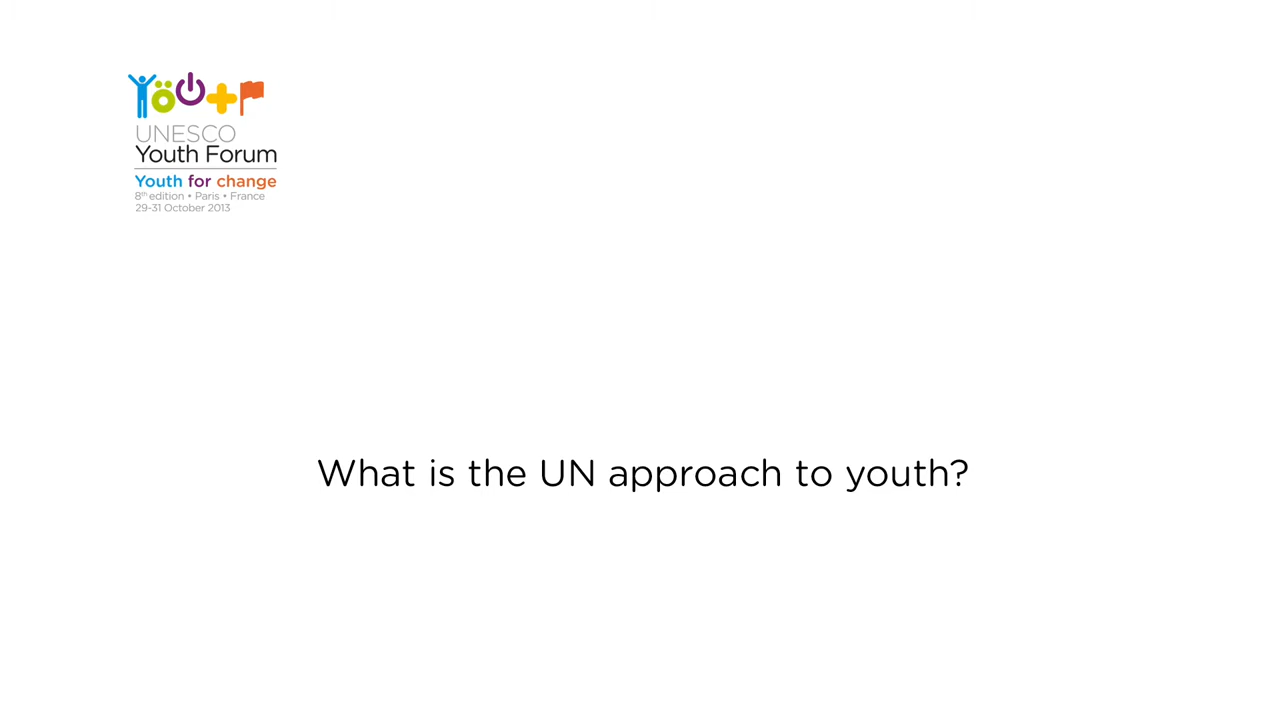 UNESCO
Youth Forum
Youth for change
8th edition • Paris • France
29-31 October 2013
What is the UN approach to youth?